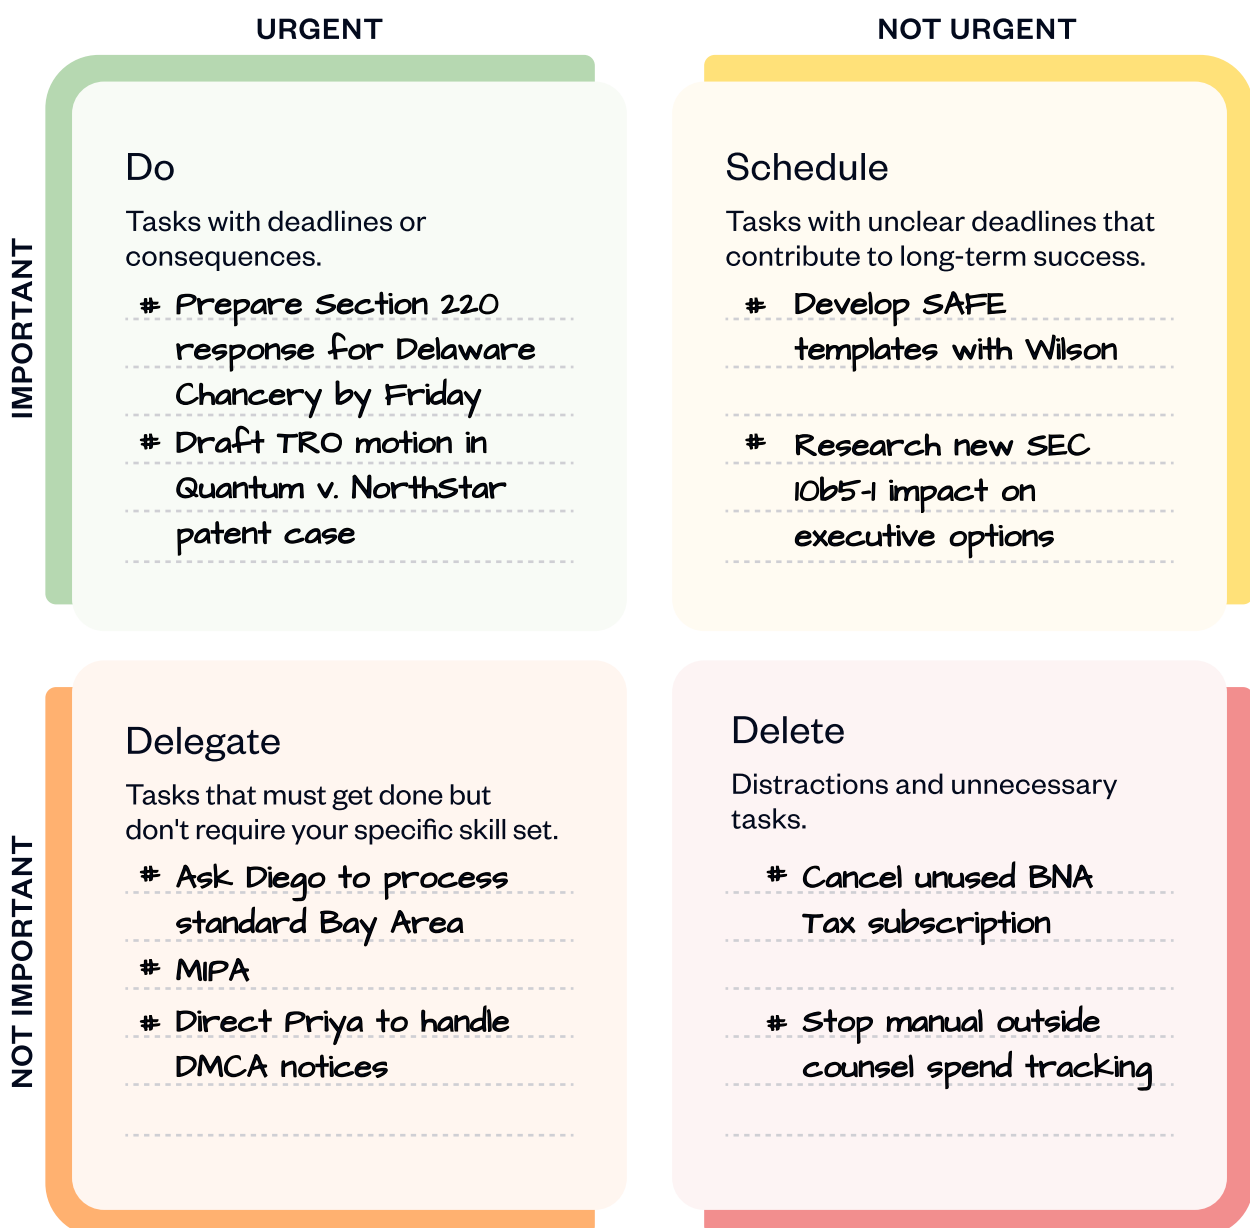 URGENT
NOT URGENT
IMPORTANT
Do
Tasks with deadlines or
consequences.
# Prepare Section 220
response for Delaware
Chancery by Friday
# Draft TRO motion in
Quantum v. NorthStar
patent case
Schedule
Tasks with unclear deadlines that
contribute to long-term success.
# Develop SAFE
templates with Wilson
# Research new SEC
10b5-1 impact on
executive options
NOT IMPORTANT
Delegate
Tasks that must get done but
don't require your specific skill set.
# Ask Diego to process
standard Bay Area
# MIPA
# Direct Priya to handle
DMCA notices
Delete
Distractions and unnecessary
tasks.
# Cancel unused BNA
Tax subscription
# Stop manual outside
counsel spend tracking